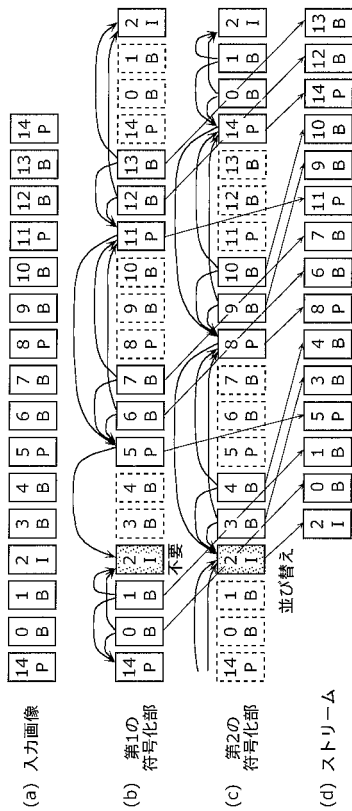 (a) 入力画像
14 0 1 2 3 4 5 6 7 8 9 10 11 12 13 14
P B B I B B P B B P B B P B B P
(b) 第1の
符号化部
14 0 1 2 3 4 5 6 7 8 9 10 11 12 13 14 0 1 2
P B B I B B P B B P B B P B B P B B I
不要
(c) 第2の
符号化部
14 0 1 2 3 4 5 6 7 8 9 10 11 12 13 14 0 1 2
P B B I B B P B B P B B P B B P B B I
並び替え
(d) ストリーム
2 0 1 5 3 4 8 6 7 11 9 10 14 12 13
I B B P B B P B B P B B P B B